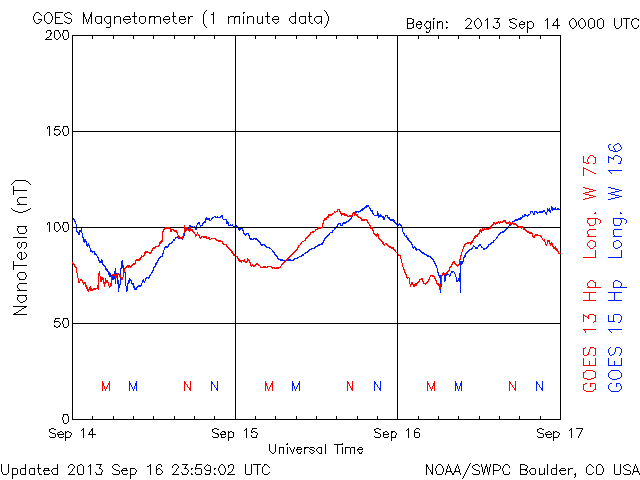 GOES Magnetometer (1 minute data)
Begin: 2013 Sep 14 0000 UTC
200
150
100
50
0
NanoTesla (nT)
M M N N M M N N M M N N
Sep 14 Sep 15 Sep 16 Sep 17
Universal Time
GOES 13 Hp Long. W 75
GOES 15 Hp Long. W 136
Updated 2013 Sep 16 23:59:02 UTC
NOAA/SWPC Boulder, CO USA